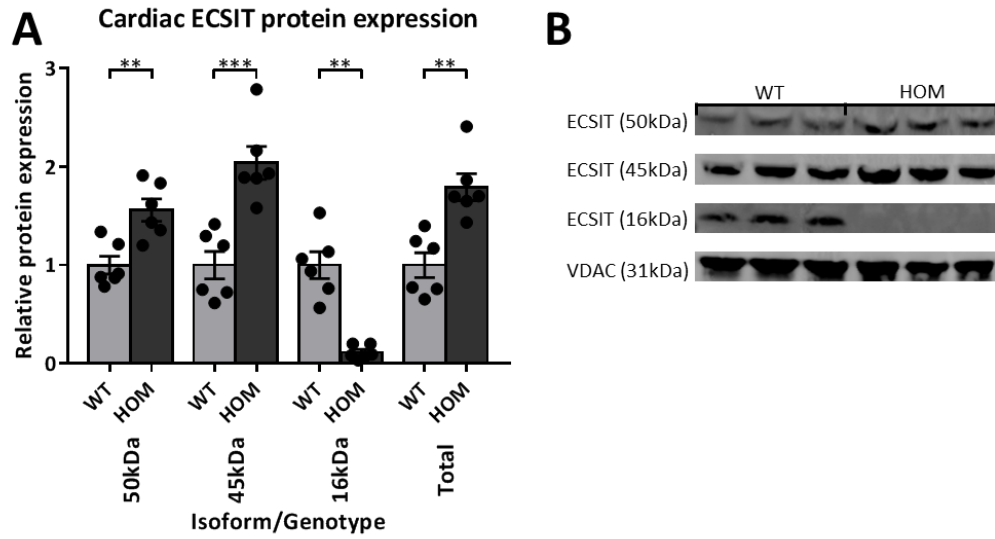 A
Cardiac ECSIT protein expression
Relative protein expression
3
2
1
0
** *** ** **
WT HOM WT HOM WT HOM WT HOM
50kDa 45kDa 16kDa Total
Isoform/Genotype
B
WT HOM
ECSIT (50kDa)
ECSIT (45kDa)
ECSIT (16kDa)
VDAC (31kDa)